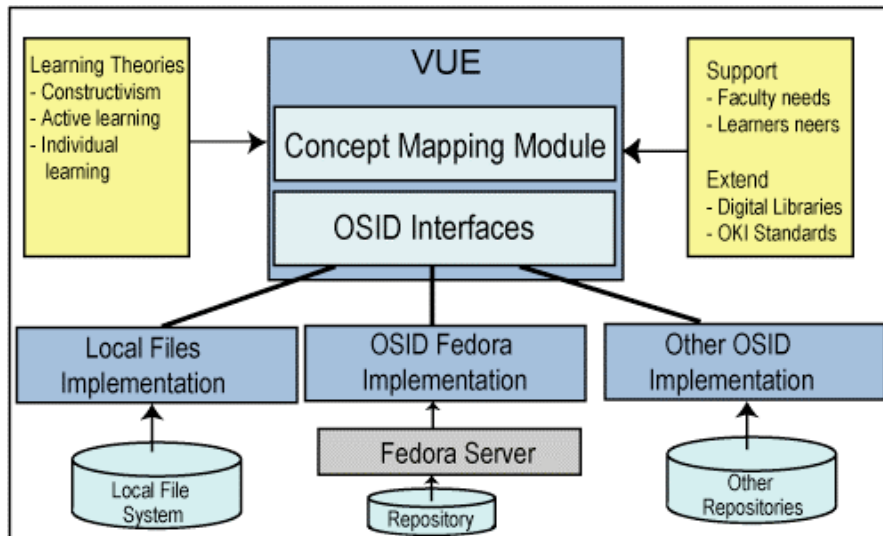 Learning Theories
- Constructivism
- Active learning
- Individual
learning
VUE
Concept Mapping Module
OSID Interfaces
Support
- Faculty needs
- Learners neers
Extend
- Digital Libraries
- OKI Standards
Local Files
Implementation
OSID Fedora
Implementation
Other OSID
Implementation
Fedora Server
Local File
System
Repository
Other
Repositories